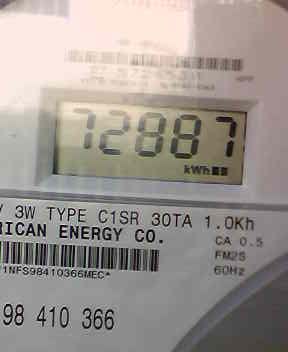 72887
kWh
V 3W TYPE C1SR 30TA 1.0Kh
RICAN ENERGY CO.
CA 0.5
FM2S
60Hz
1NFS98410366MEC*
98 410 366